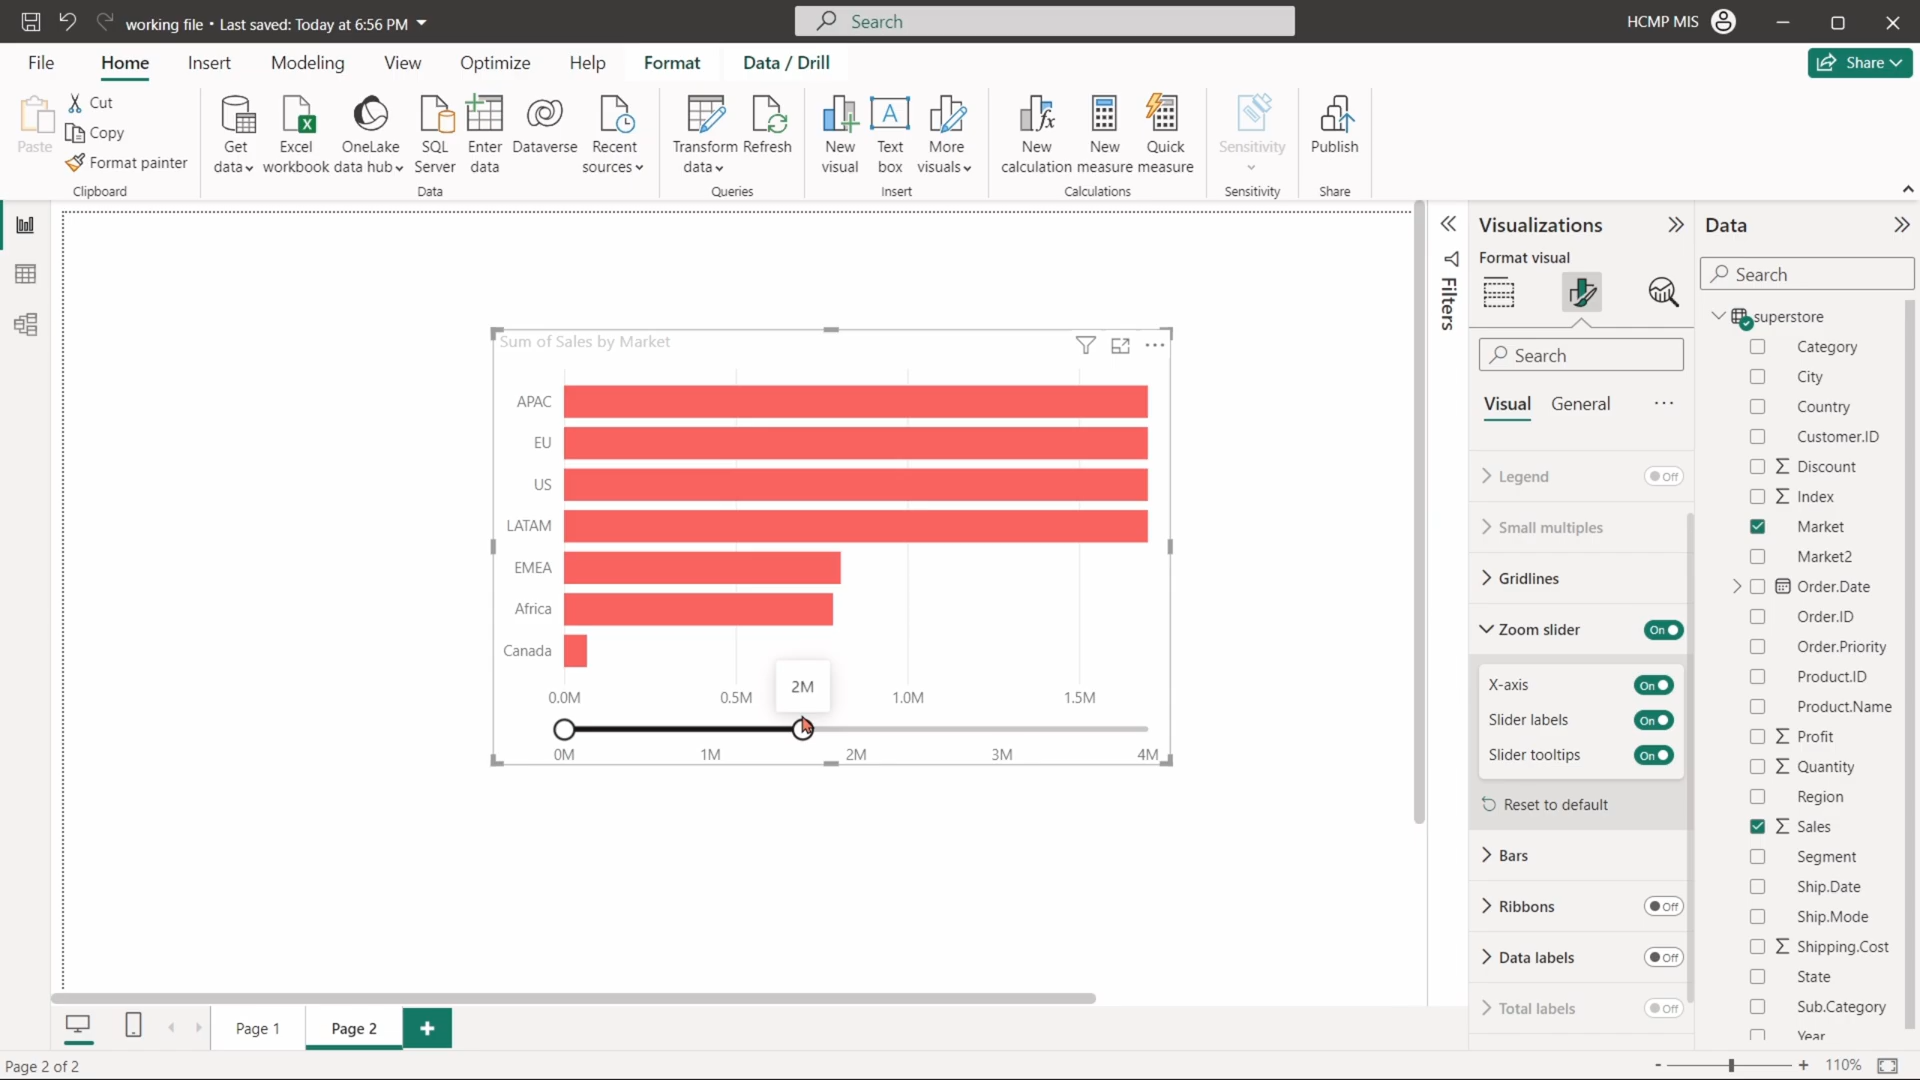 working file • Last saved: Today at 6:56 PM
Search
HCMP MIS
File
Home
Insert
Modeling
View
Optimize
Help
Format
Data / Drill
Share
Paste
Cut
Copy
Format painter
Clipboard
Get data
Excel workbook
OneLake data hub
SQL Server
Enter data
Dataverse
Recent sources
Data
Transform data
Refresh
Queries
New visual
Text box
More visuals
Insert
New calculation
New measure
Quick measure
Calculations
Sensitivity
Sensitivity
Publish
Share
Sum of Sales by Market
APAC
EU
US
LATAM
EMEA
Africa
Canada
2M
0.0M 0.5M 1.0M 1.5M
0M 1M 2M 3M 4M
Filters
Visualizations
Format visual
Search
Visual General
Legend Off
Small multiples
Gridlines
Zoom slider On
X-axis On
Slider labels On
Slider tooltips On
Reset to default
Bars
Ribbons Off
Data labels Off
Total labels Off
Data
Search
superstore
Category
City
Country
Customer.ID
Discount
Index
Market
Market2
Order.Date
Order.ID
Order.Priority
Product.ID
Product.Name
Profit
Quantity
Region
Sales
Segment
Ship.Date
Ship.Mode
Shipping.Cost
State
Sub.Category
Year
Page 1
Page 2
Page 2 of 2
110%